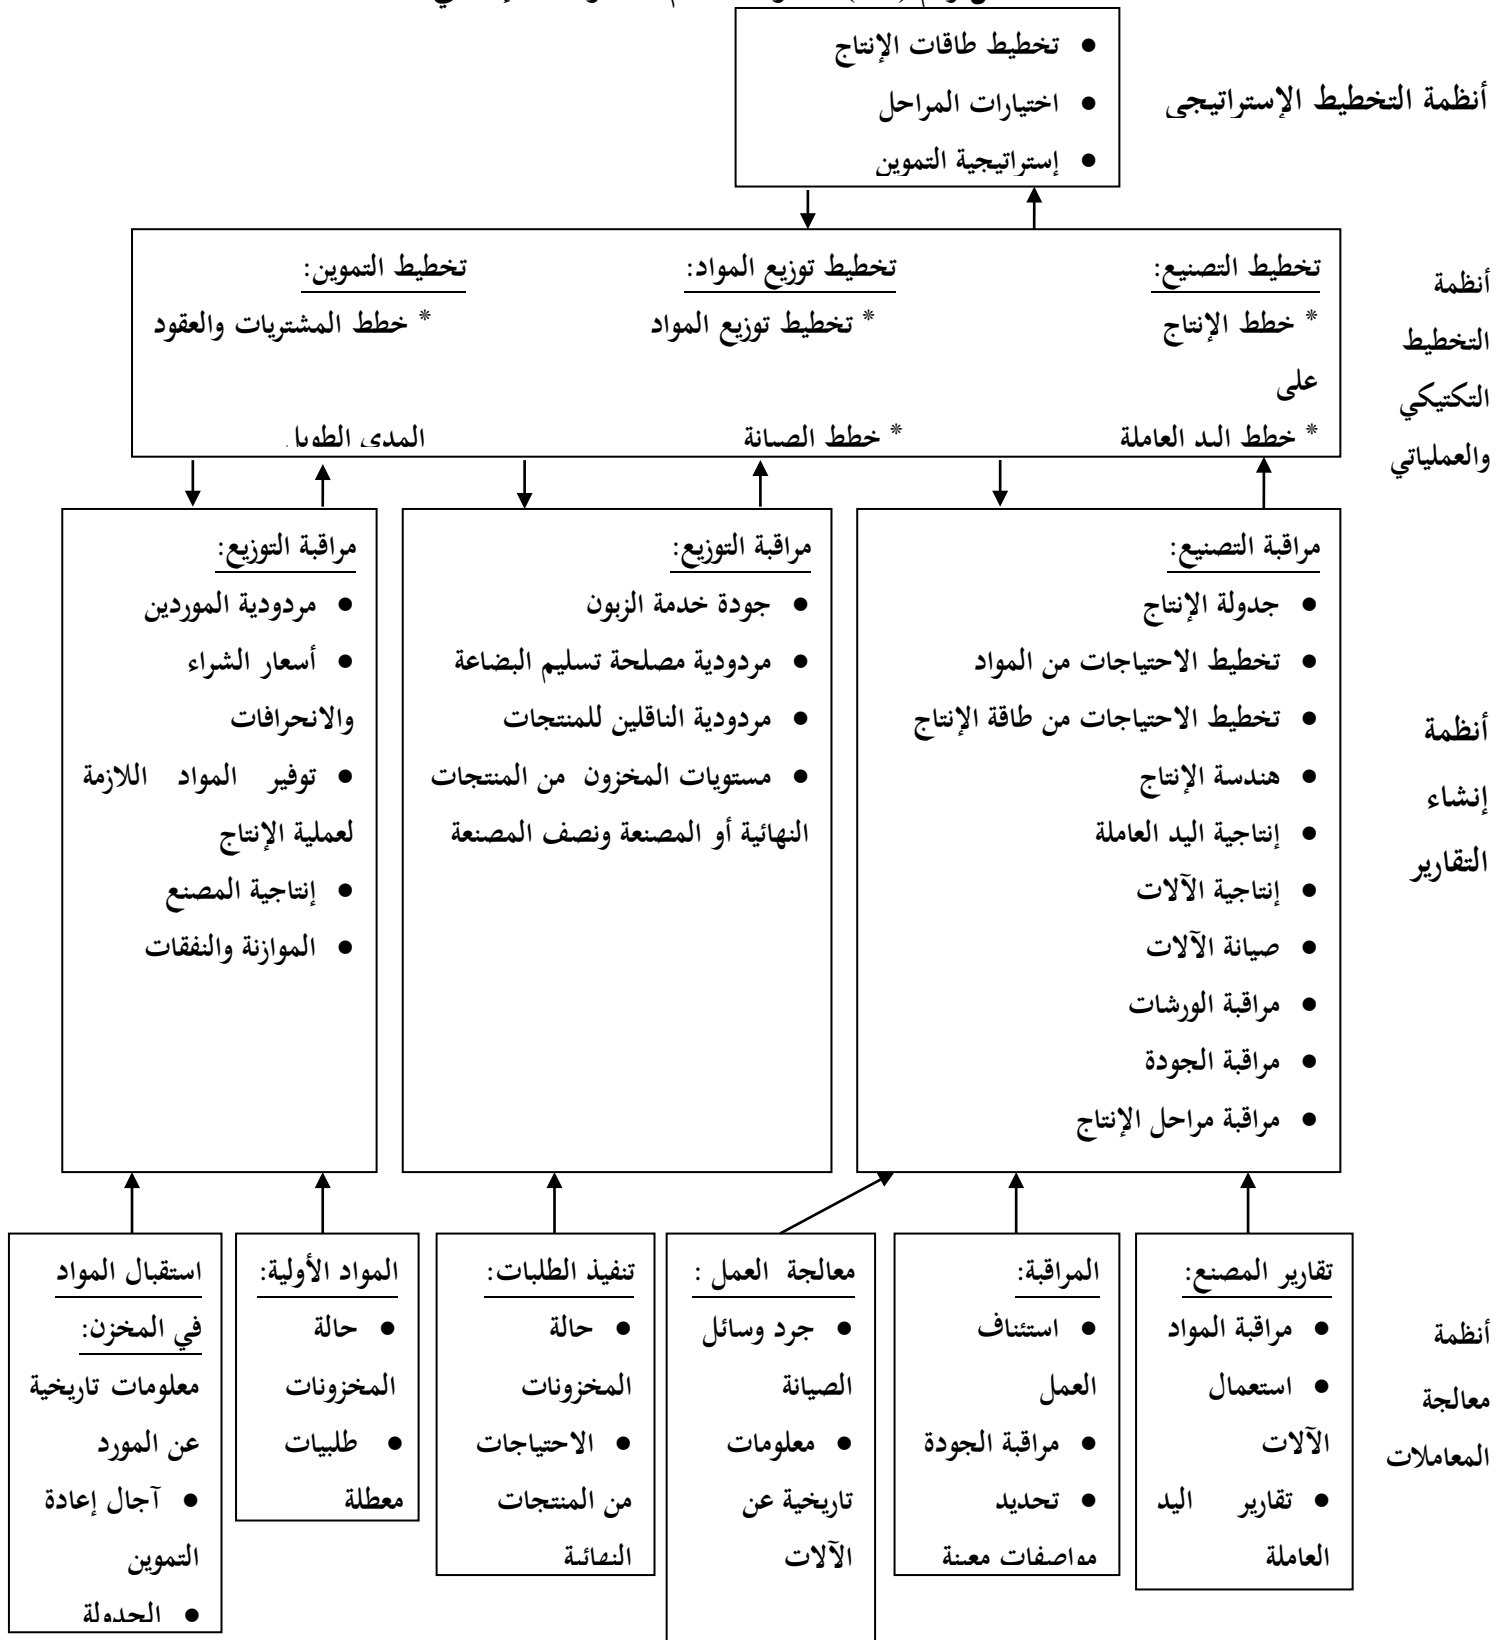 • تخطيط طاقات الإنتاج
• اختيارات المراحل
• إستراتيجية التموين
أنظمة التخطيط الإستراتيجي
أنظمة
التخطيط
التكتيكي
والعملياتي
تخطيط التصنيع:
* خطط الإنتاج
على
* خطط اليد العاملة
تخطيط توزيع المواد:
* تخطيط توزيع المواد
* خطط الصيانة
تخطيط التموين:
* خطط المشتريات والعقود
المدى الطويل
أنظمة
إنشاء
التقارير
مراقبة التصنيع:
• جدولة الإنتاج
• تخطيط الاحتياجات من المواد
• تخطيط الاحتياجات من طاقة الإنتاج
• هندسة الإنتاج
• إنتاجية اليد العاملة
• إنتاجية الآلات
• صيانة الآلات
• مراقبة الورشات
• مراقبة الجودة
• مراقبة مراحل الإنتاج
مراقبة التوزيع:
• جودة خدمة الزبون
• مردودية مصلحة تسليم البضاعة
• مردودية الناقلين للمنتجات
• مستويات المخزون من المنتجات
النهائية أو المصنعة ونصف المصنعة
مراقبة التوزيع:
• مردودية الموردين
• أسعار الشراء
والانحرافات
• توفير المواد اللازمة
لعملية الإنتاج
• إنتاجية المصنع
• الموازنة والنفقات
أنظمة
معالجة
المعاملات
تقارير المصنع:
• مراقبة المواد
• استعمال
الآلات
• تقارير اليد
العاملة
المراقبة:
• استئناف
العمل
• مراقبة الجودة
• تحديد
مواصفات معينة
معالجة العمل :
• جرد وسائل
الصيانة
• معلومات
تاريخية عن
الآلات
تنفيذ الطلبات:
• حالة
المخزونات
• الاحتياجات
من المنتجات
النهائية
المواد الأولية:
• حالة
المخزونات
• طلبيات
معطلة
استقبال المواد
في المخزن:
معلومات تاريخية
عن المورد
• آجال إعادة
التموين
• الجدولة